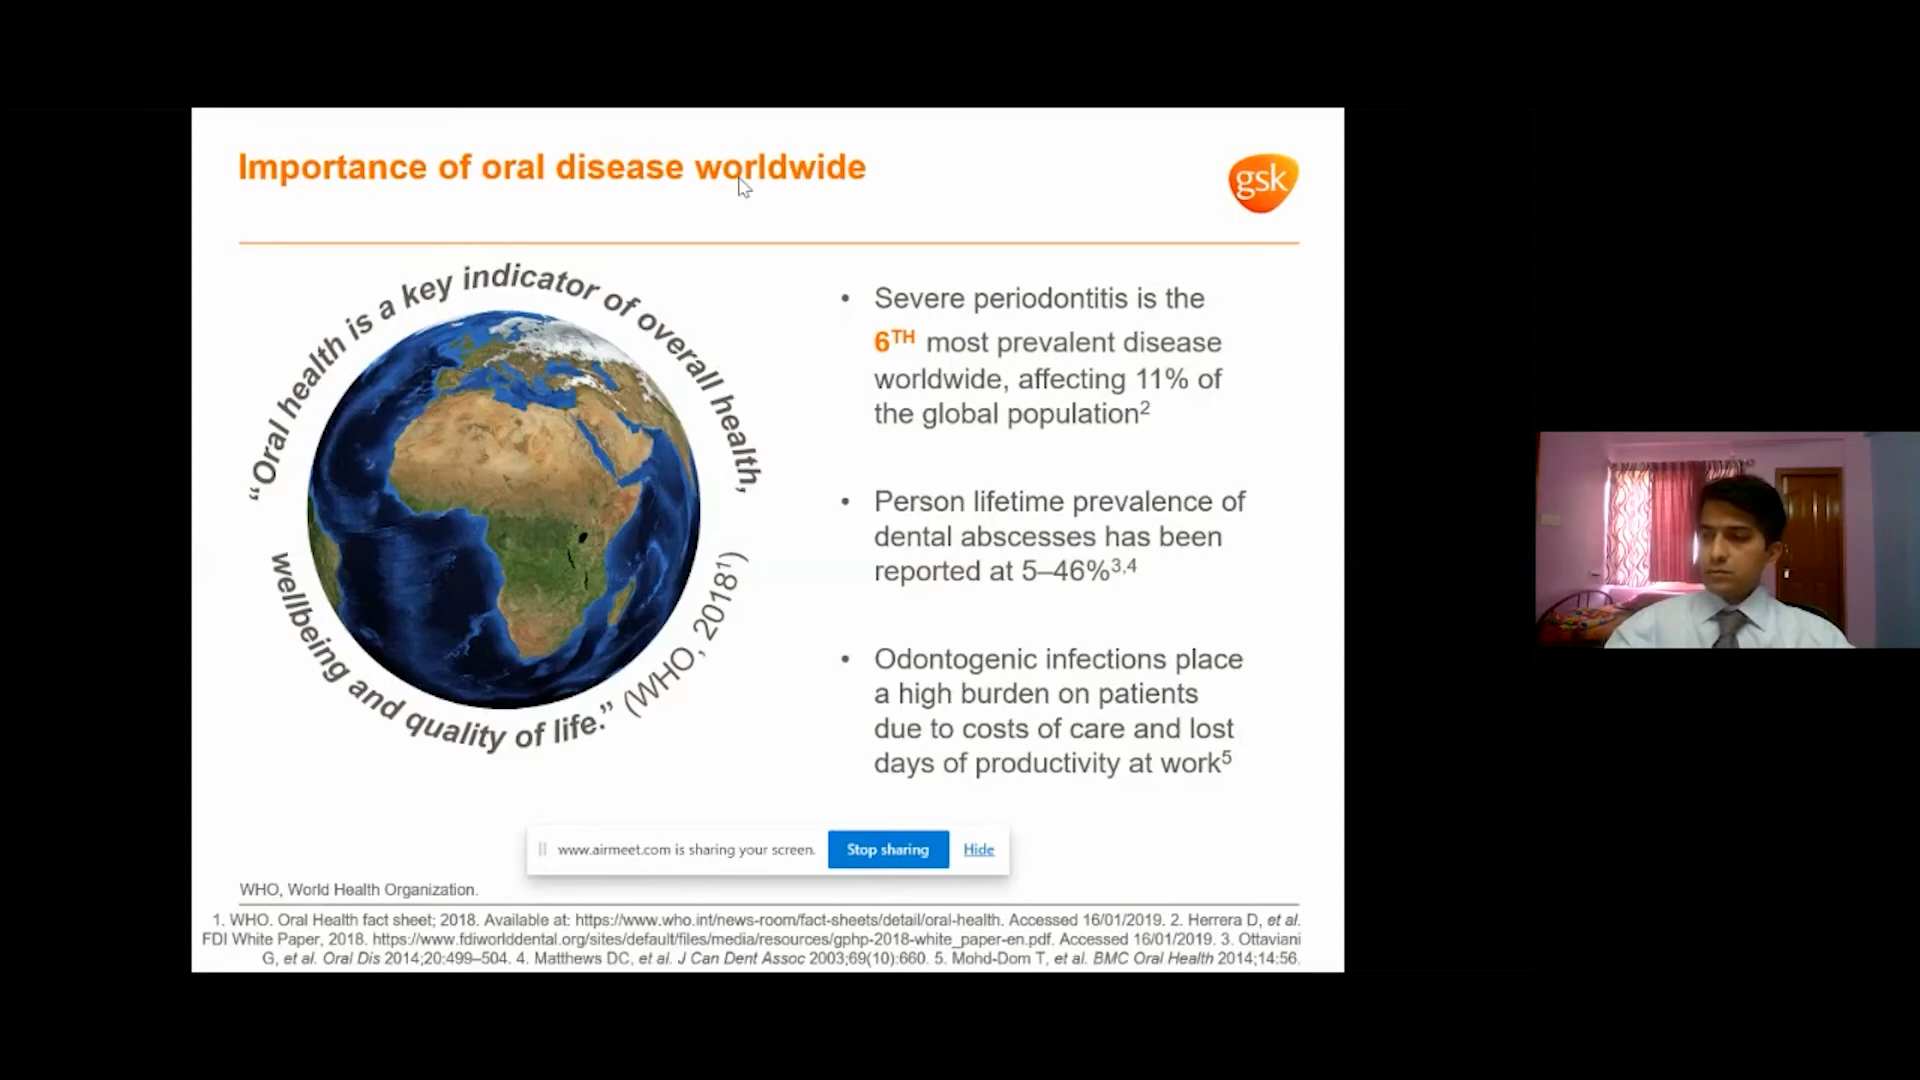 Importance of oral disease worldwide
gsk
“Oral health is a key indicator of overall health,
wellbeing and quality of life.” (WHO, 2018¹)
• Severe periodontitis is the
6TH most prevalent disease
worldwide, affecting 11% of
the global population²
• Person lifetime prevalence of
dental abscesses has been
reported at 5–46%³,⁴
• Odontogenic infections place
a high burden on patients
due to costs of care and lost
days of productivity at work⁵
www.airmeet.com is sharing your screen. Stop sharing Hide
WHO, World Health Organization.
1. WHO. Oral Health fact sheet; 2018. Available at: https://www.who.int/news-room/fact-sheets/detail/oral-health. Accessed 16/01/2019. 2. Herrera D, et al.
FDI White Paper, 2018. https://www.fdiworlddental.org/sites/default/files/media/resources/gphp-2018-white_paper-en.pdf. Accessed 16/01/2019. 3. Ottaviani
G, et al. Oral Dis 2014;20:499–504. 4. Matthews DC, et al. J Can Dent Assoc 2003;69(10):660. 5. Mohd-Dom T, et al. BMC Oral Health 2014;14:56.